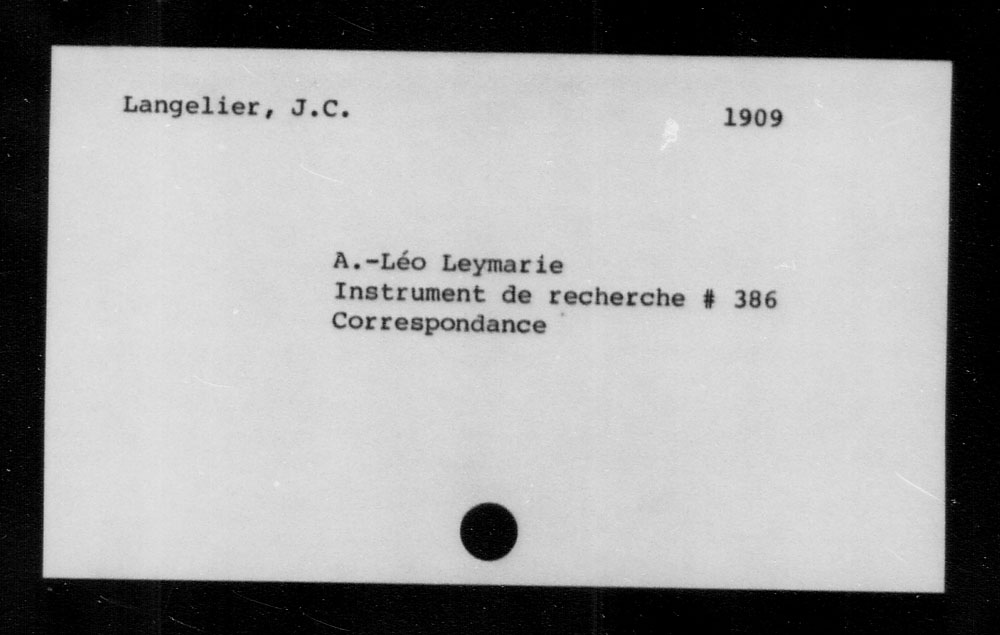 Langelier, J.C.
1909
A.-Léo Leymarie
Instrument de recherche # 386
Correspondance